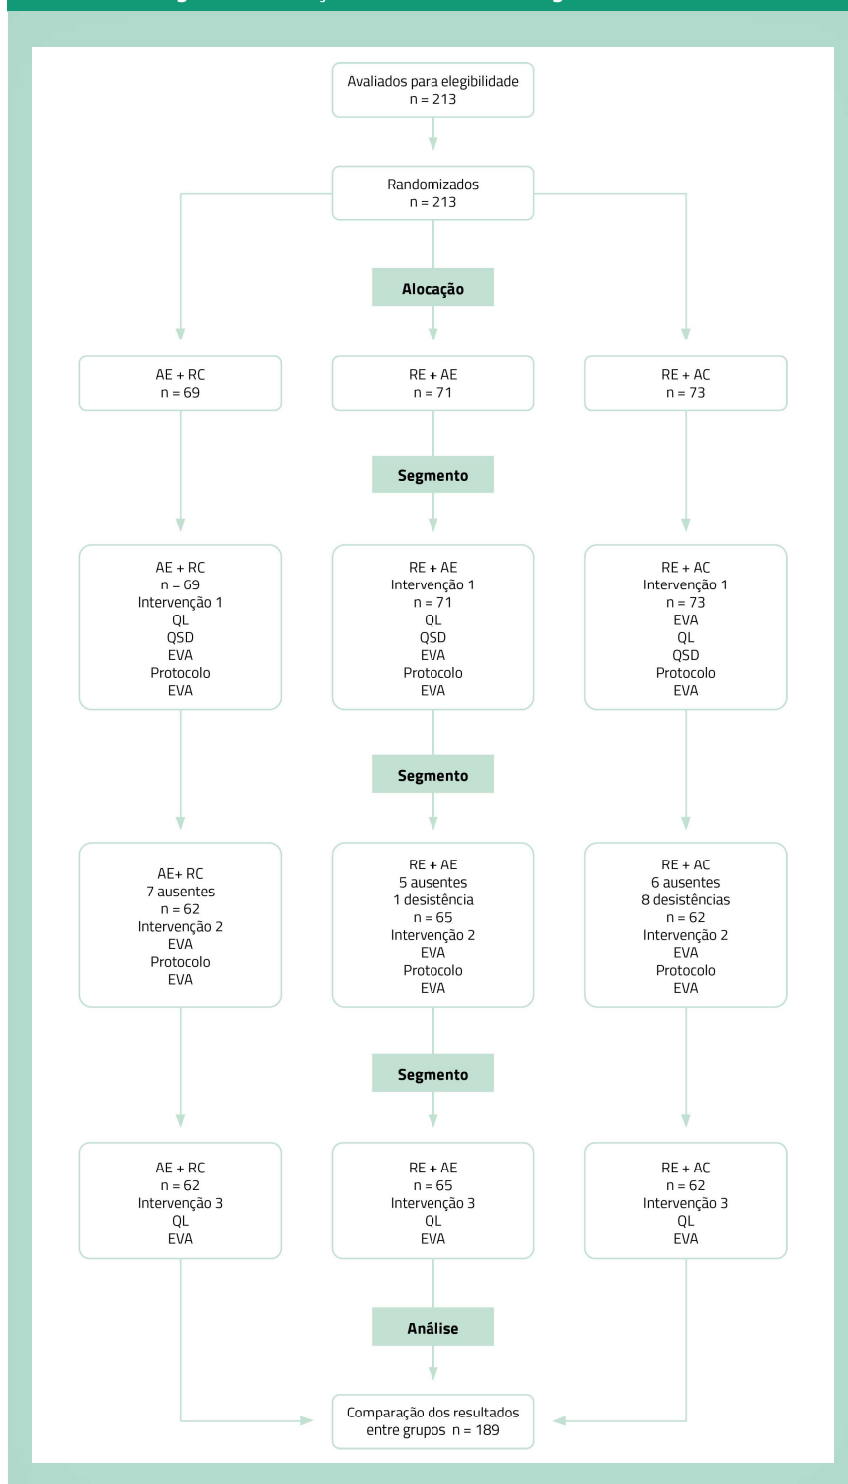 Avaliados para elegibilidade
n = 213
Randomizados
n = 213
Alocação
AE + RC
n = 69
RE + AE
n = 71
RE + AC
n = 73
Segmento
AE + RC
n = 69
Intervenção 1
QL
QSD
EVA
Protocolo
EVA
RE + AE
Intervenção 1
n = 71
QL
QSD
EVA
Protocolo
EVA
RE + AC
Intervenção 1
n = 73
EVA
QL
QSD
Protocolo
EVA
Segmento
AE+ RC
7 ausentes
n = 62
Intervenção 2
EVA
Protocolo
EVA
RE + AE
5 ausentes
1 desistência
n = 65
Intervenção 2
EVA
Protocolo
EVA
RE + AC
6 ausentes
8 desistências
n = 62
Intervenção 2
EVA
Protocolo
EVA
Segmento
AE + RC
n = 62
Intervenção 3
QL
EVA
RE + AE
n = 65
Intervenção 3
QL
EVA
RE + AC
n = 62
Intervenção 3
QL
EVA
Análise
Comparação dos resultados
entre grupos n = 189